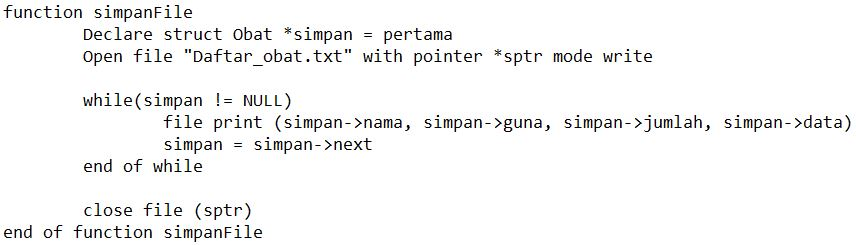 function simpanFile
Declare struct Obat *simpan = pertama
Open file "Daftar_obat.txt" with pointer *sptr mode write
while(simpan != NULL)
file print (simpan->nama, simpan->guna, simpan->jumlah, simpan->data)
simpan = simpan->next
end of while
close file (sptr)
end of function simpanFile